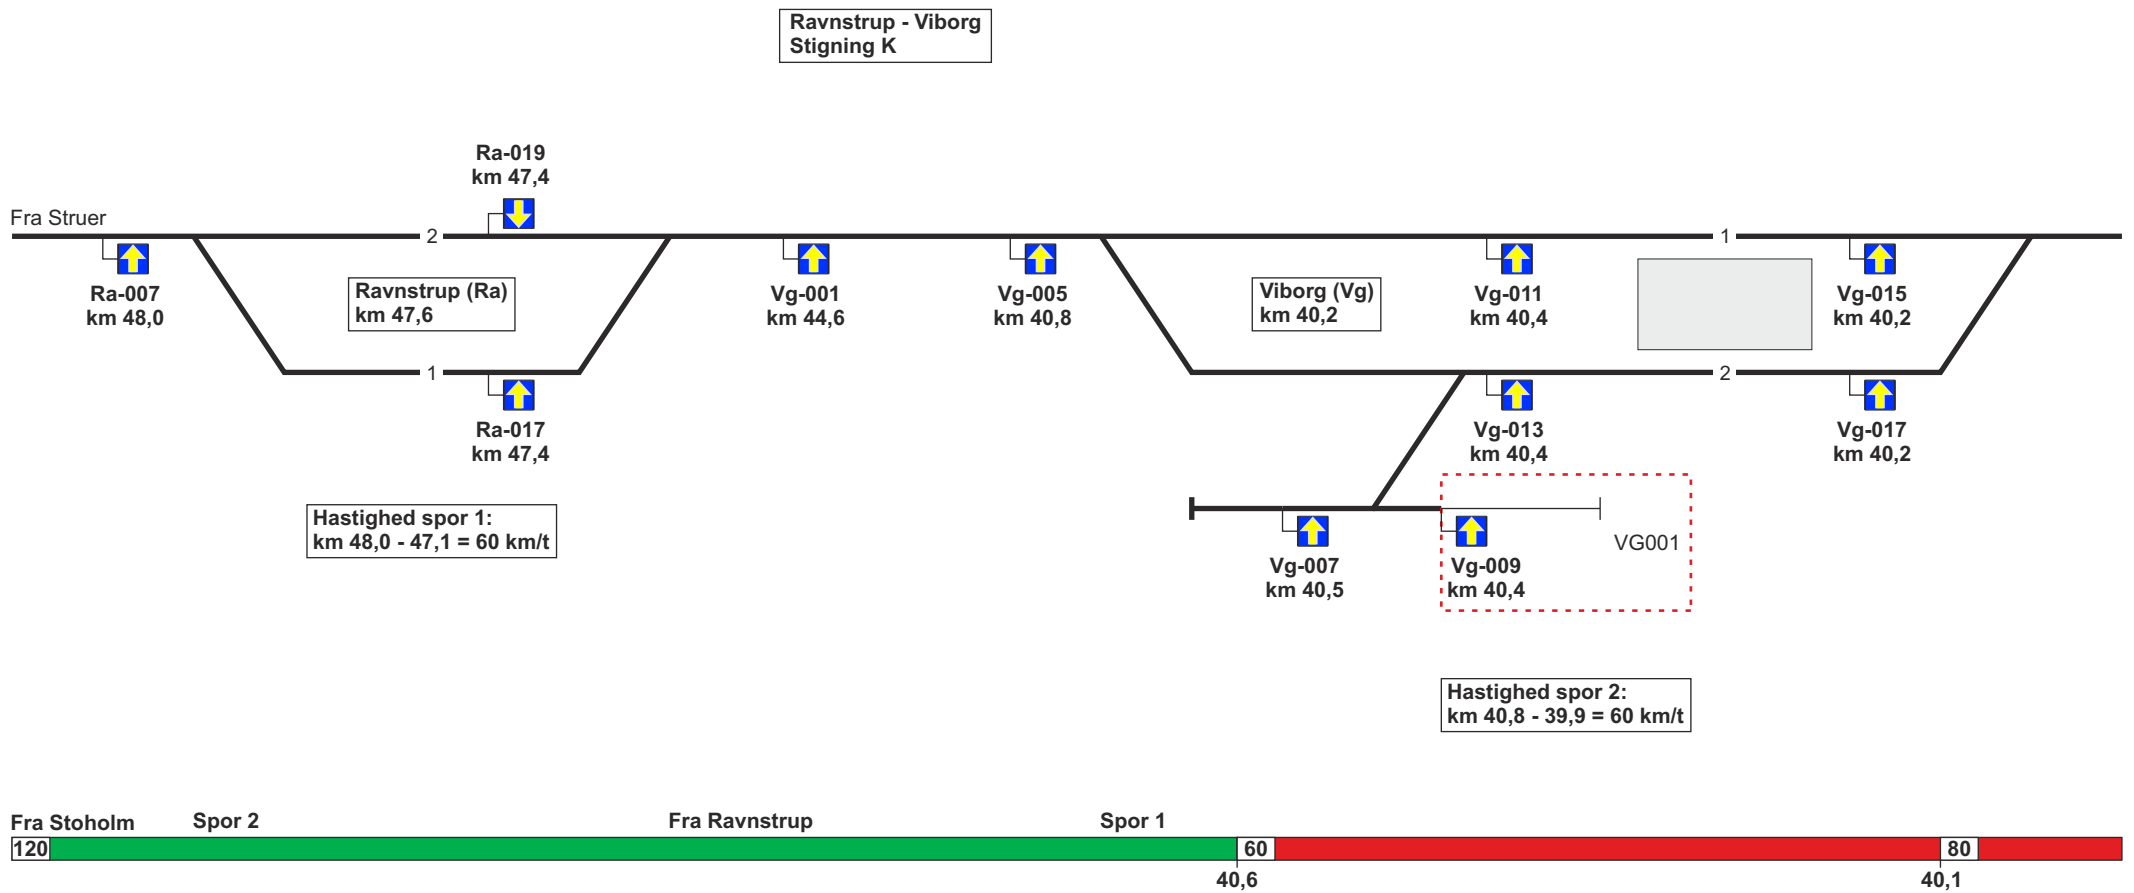 Ravnstrup - Viborg
Stigning K
Ra-019
km 47,4
Fra Struer
2
1
Ra-007
km 48,0
Ravnstrup (Ra)
km 47,6
Vg-001
km 44,6
Vg-005
km 40,8
Viborg (Vg)
km 40,2
Vg-011
km 40,4
Vg-015
km 40,2
1
2
Ra-017
km 47,4
Vg-013
km 40,4
Vg-017
km 40,2
Hastighed spor 1:
km 48,0 - 47,1 = 60 km/t
VG001
Vg-007
km 40,5
Vg-009
km 40,4
Hastighed spor 2:
km 40,8 - 39,9 = 60 km/t
Fra Stoholm
Spor 2
Fra Ravnstrup
Spor 1
120
60
80
40,6
40,1